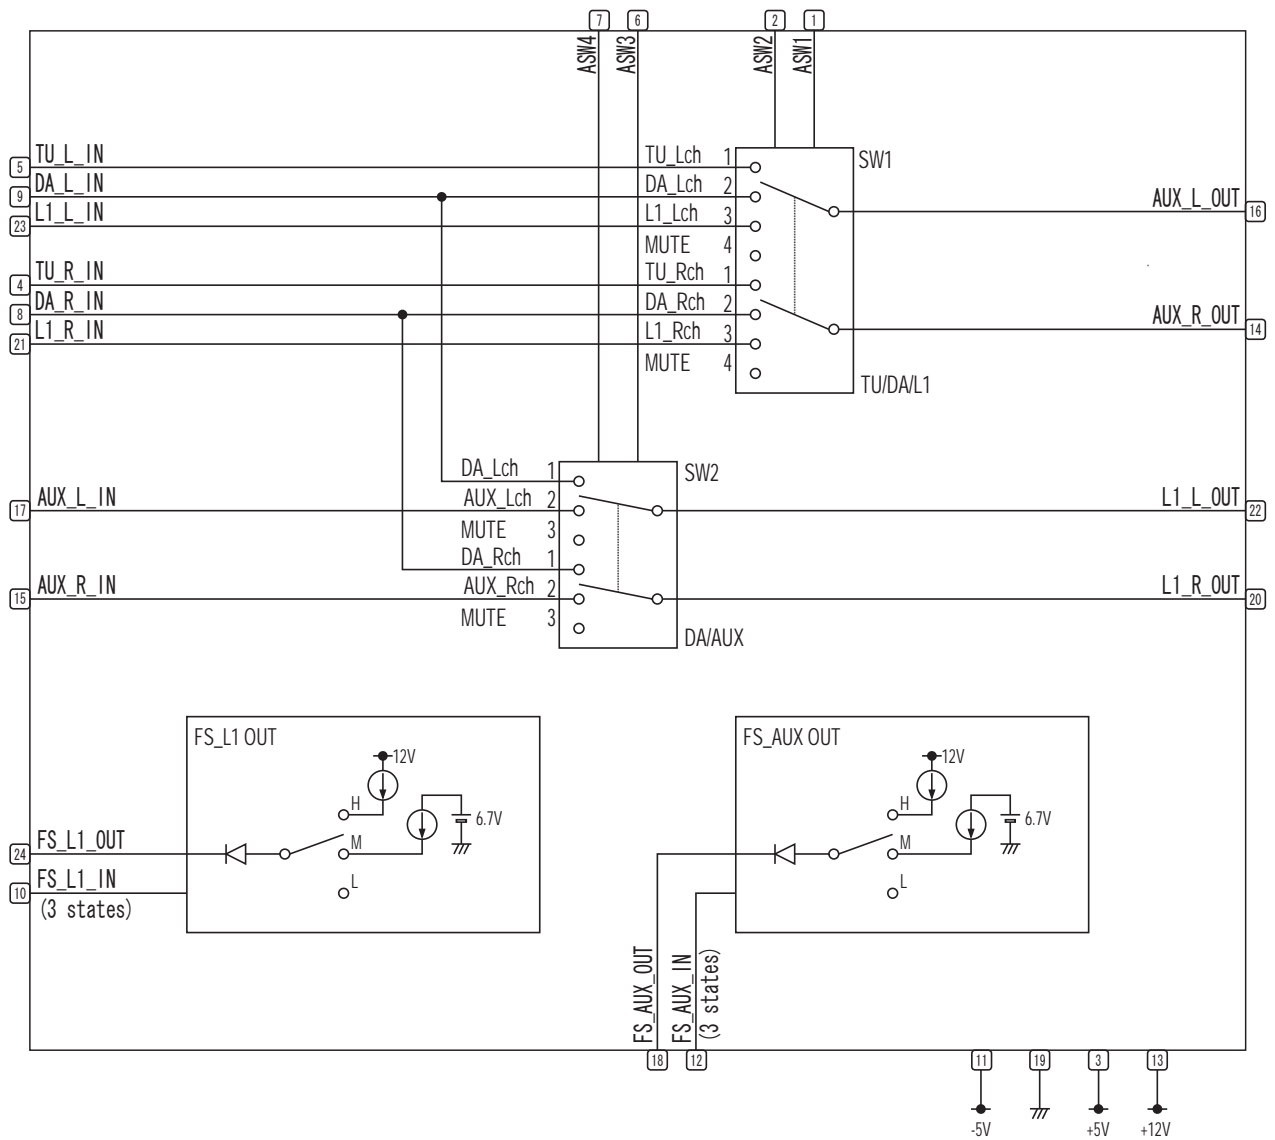 7 6 2 1
ASW4 ASW3 ASW2 ASW1
5 TU_L_IN TU_Lch 1 SW1
9 DA_L_IN DA_Lch 2 AUX_L_OUT 16
23 L1_L_IN L1_Lch 3
MUTE 4
4 TU_R_IN TU_Rch 1
8 DA_R_IN DA_Rch 2 AUX_R_OUT 14
21 L1_R_IN L1_Rch 3
MUTE 4
TU/DA/L1
DA_Lch 1 SW2
17 AUX_L_IN AUX_Lch 2 L1_L_OUT 22
MUTE 3
DA_Rch 1
15 AUX_R_IN AUX_Rch 2 L1_R_OUT 20
MUTE 3
DA/AUX
FS_L1 OUT
12V
H
M
L
6.7V
24 FS_L1_OUT
10 FS_L1_IN
(3 states)
FS_AUX OUT
12V
H
M
L
6.7V
FS_AUX_OUT
FS_AUX_IN
(3 states)
18 12 11 19 3 13
-5V +5V +12V